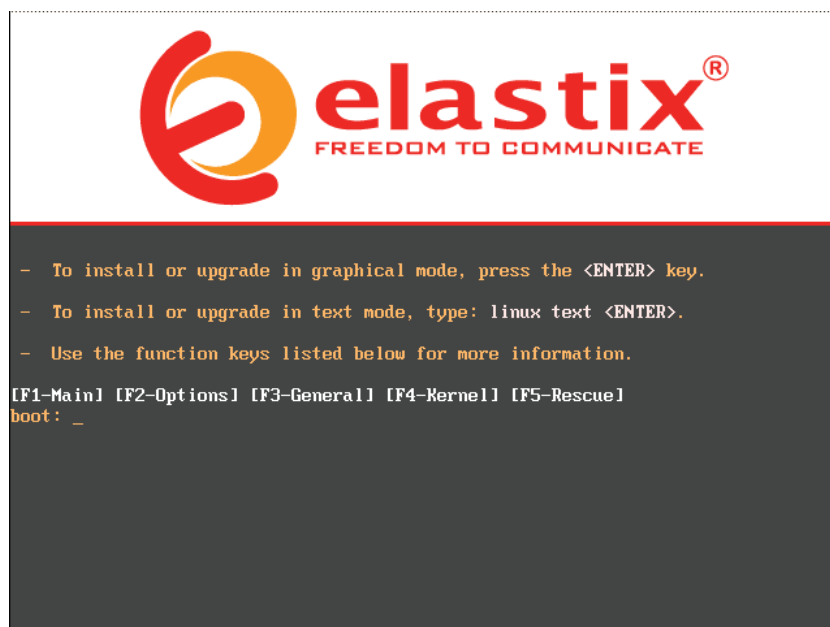 elastix®
FREEDOM TO COMMUNICATE
- To install or upgrade in graphical mode, press the <ENTER> key.
- To install or upgrade in text mode, type: linux text <ENTER>.
- Use the function keys listed below for more information.
[F1-Main] [F2-Options] [F3-General] [F4-Kernel] [F5-Rescue]
boot: _